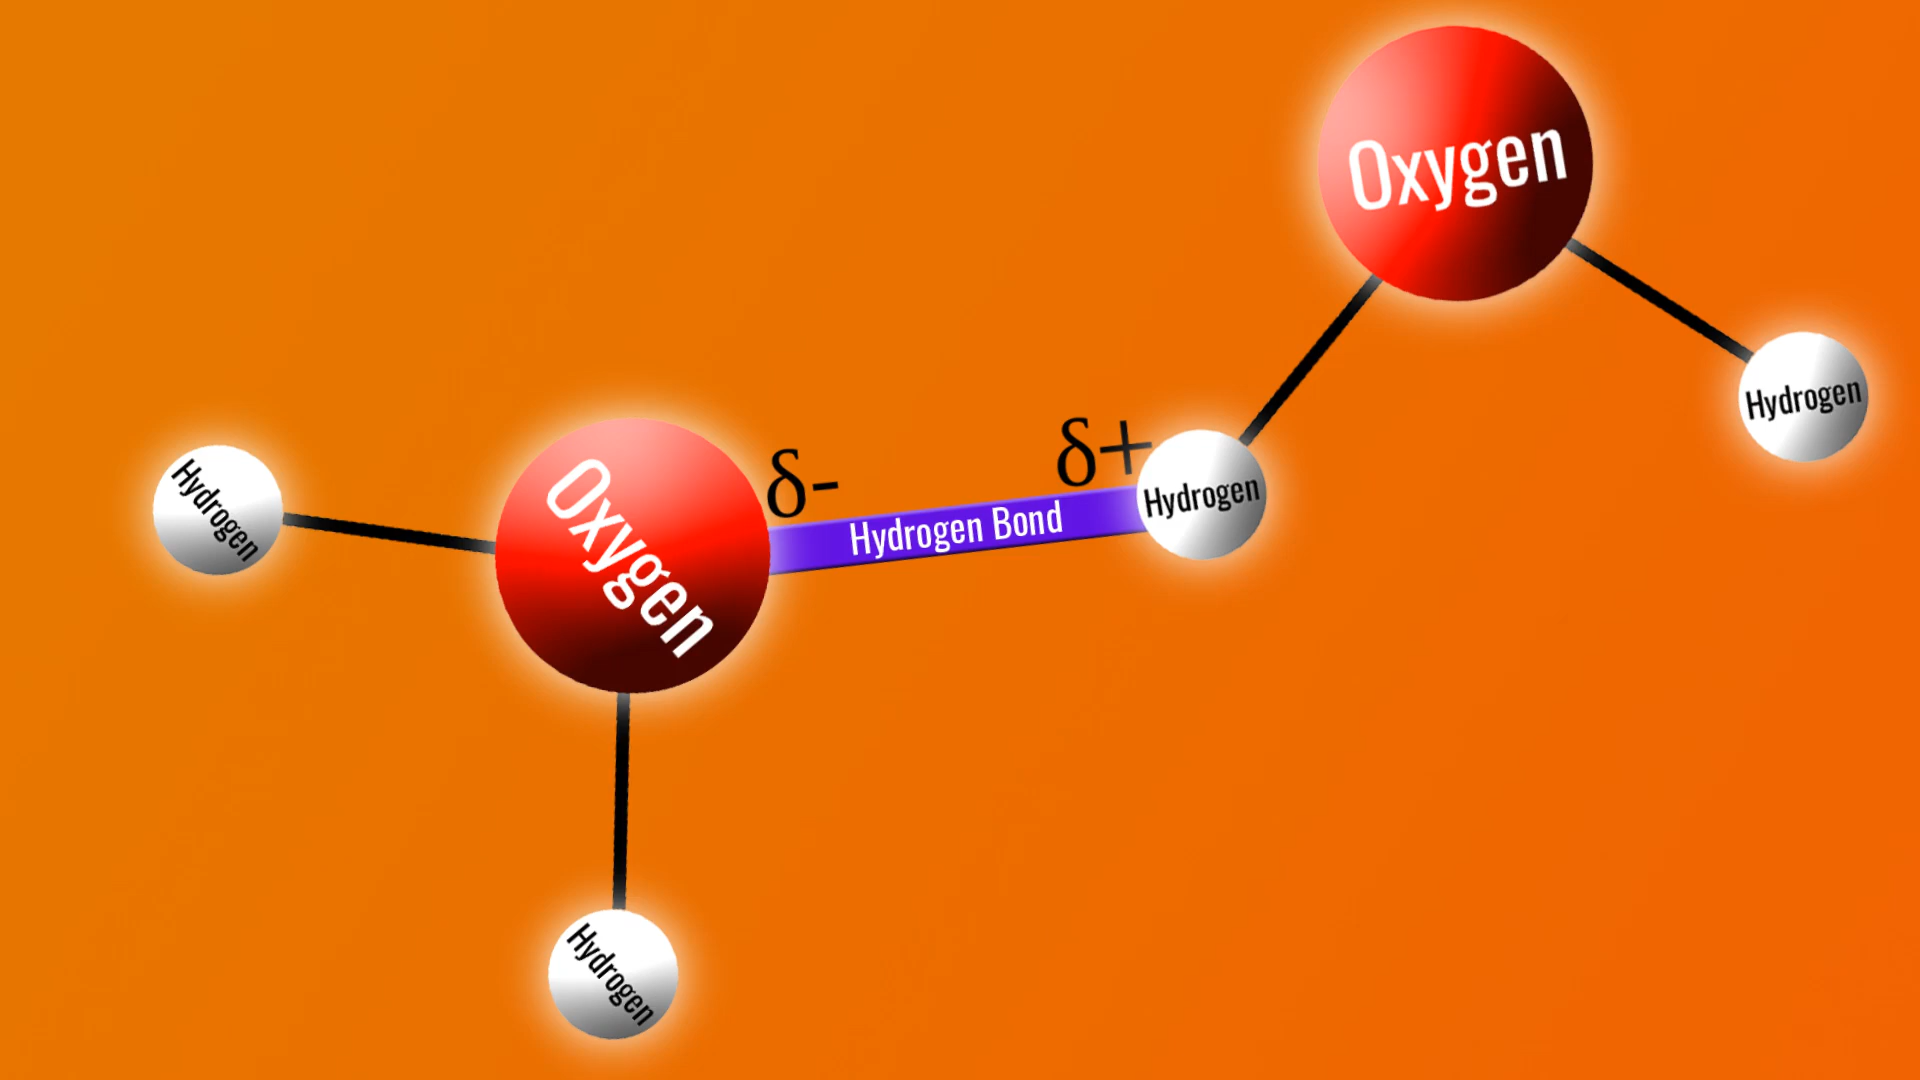 Oxygen
Hydrogen
δ-
δ+
Hydrogen Bond
Hydrogen
Hydrogen
Oxygen
Hydrogen